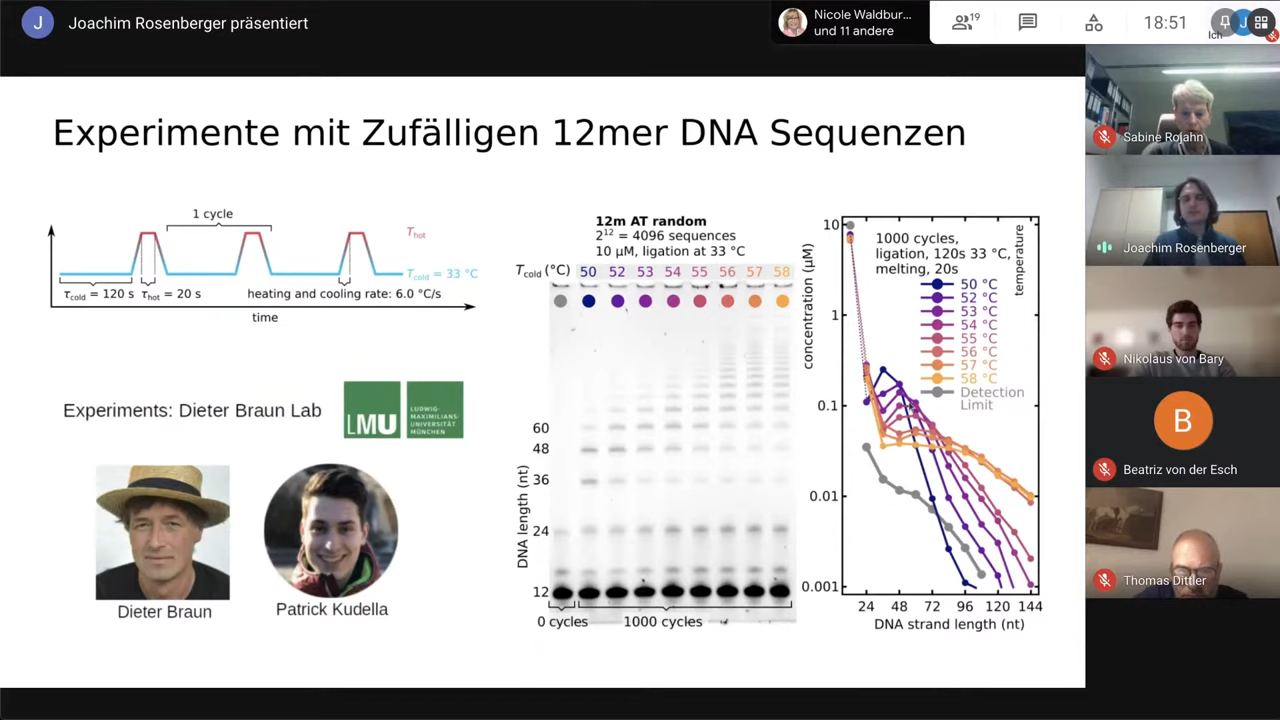 J Joachim Rosenberger präsentiert
Nicole Waldbur...
und 11 andere
19
18:51
J
Ich
Experimente mit Zufälligen 12mer DNA Sequenzen
1 cycle
T_hot
T_cold = 33 °C
τ_cold = 120 s
τ_hot = 20 s
heating and cooling rate: 6.0 °C/s
time
Experiments: Dieter Braun Lab
LMU
LUDWIG-
MAXIMILIANS-
UNIVERSITÄT
MÜNCHEN
Dieter Braun
Patrick Kudella
12m AT random
2¹² = 4096 sequences
10 μM, ligation at 33 °C
T_cold (°C) 50 52 53 54 55 56 57 58
DNA length (nt)
60
48
36
24
12
0 cycles
1000 cycles
concentration (μM)
10
1
0.1
0.01
0.001
1000 cycles,
ligation, 120s 33 °C,
melting, 20s
temperature
50 °C
52 °C
53 °C
54 °C
55 °C
56 °C
57 °C
58 °C
Detection
Limit
24 48 72 96 120 144
DNA strand length (nt)
Sabine Rojahn
Joachim Rosenberger
Nikolaus von Bary
B
Beatriz von der Esch
Thomas Dittler